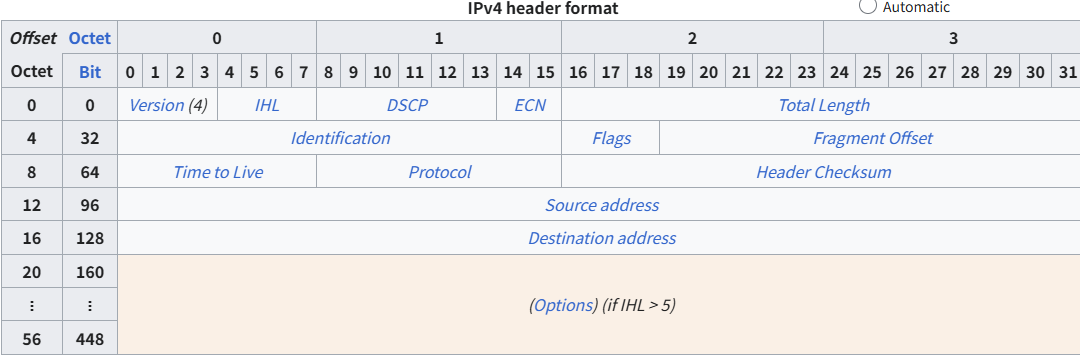 IPv4 header format
Automatic
Offset Octet 0 1 2 3
Octet Bit 0 1 2 3 4 5 6 7 8 9 10 11 12 13 14 15 16 17 18 19 20 21 22 23 24 25 26 27 28 29 30 31
0 0 Version (4) IHL DSCP ECN Total Length
4 32 Identification Flags Fragment Offset
8 64 Time to Live Protocol Header Checksum
12 96 Source address
16 128 Destination address
20 160
⋮ ⋮ (Options) (if IHL > 5)
56 448